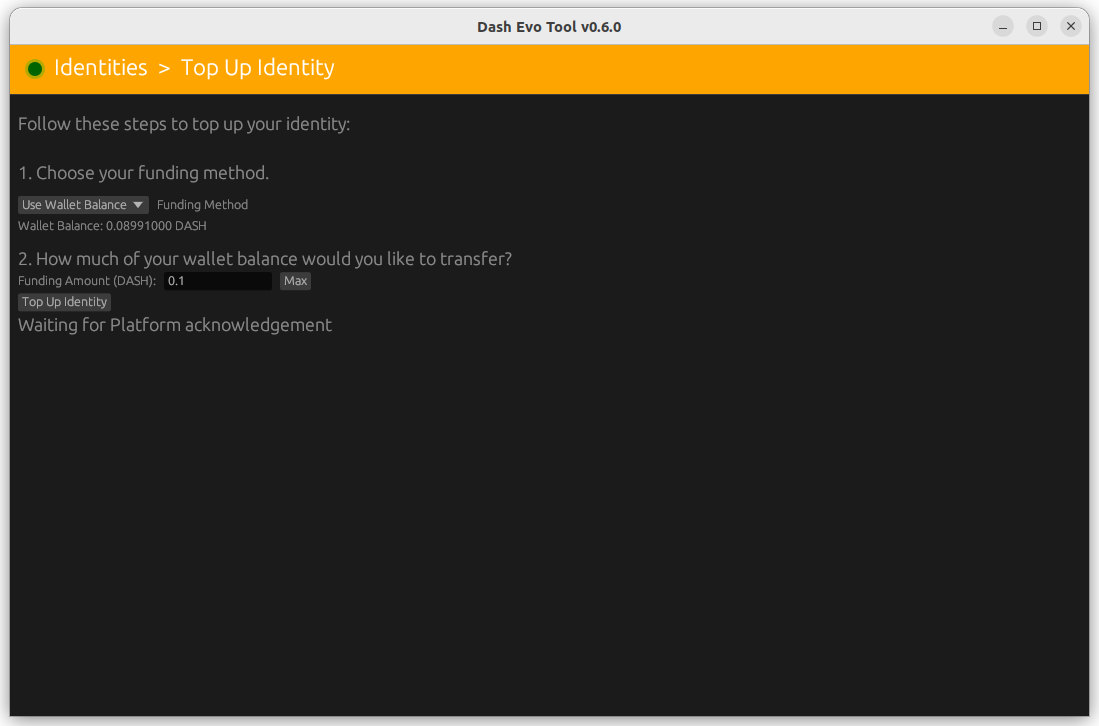 Dash Evo Tool v0.6.0
Identities > Top Up Identity
Follow these steps to top up your identity:
1. Choose your funding method.
Use Wallet Balance Funding Method
Wallet Balance: 0.08991000 DASH
2. How much of your wallet balance would you like to transfer?
Funding Amount (DASH): 0.1 Max
Top Up Identity
Waiting for Platform acknowledgement